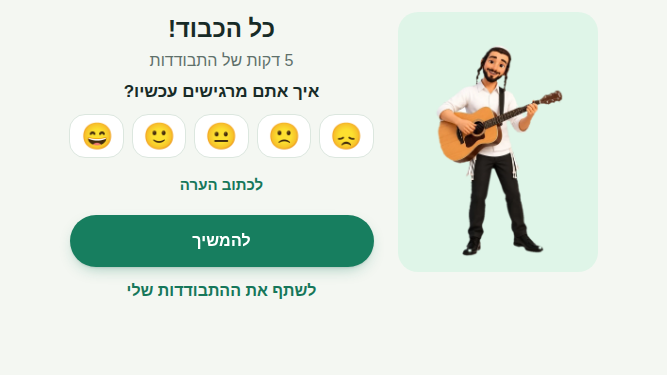 כל הכבוד!
5 דקות של התבודדות
איך אתם מרגישים עכשיו?
לכתוב הערה
להמשיך
לשתף את ההתבודדות שלי